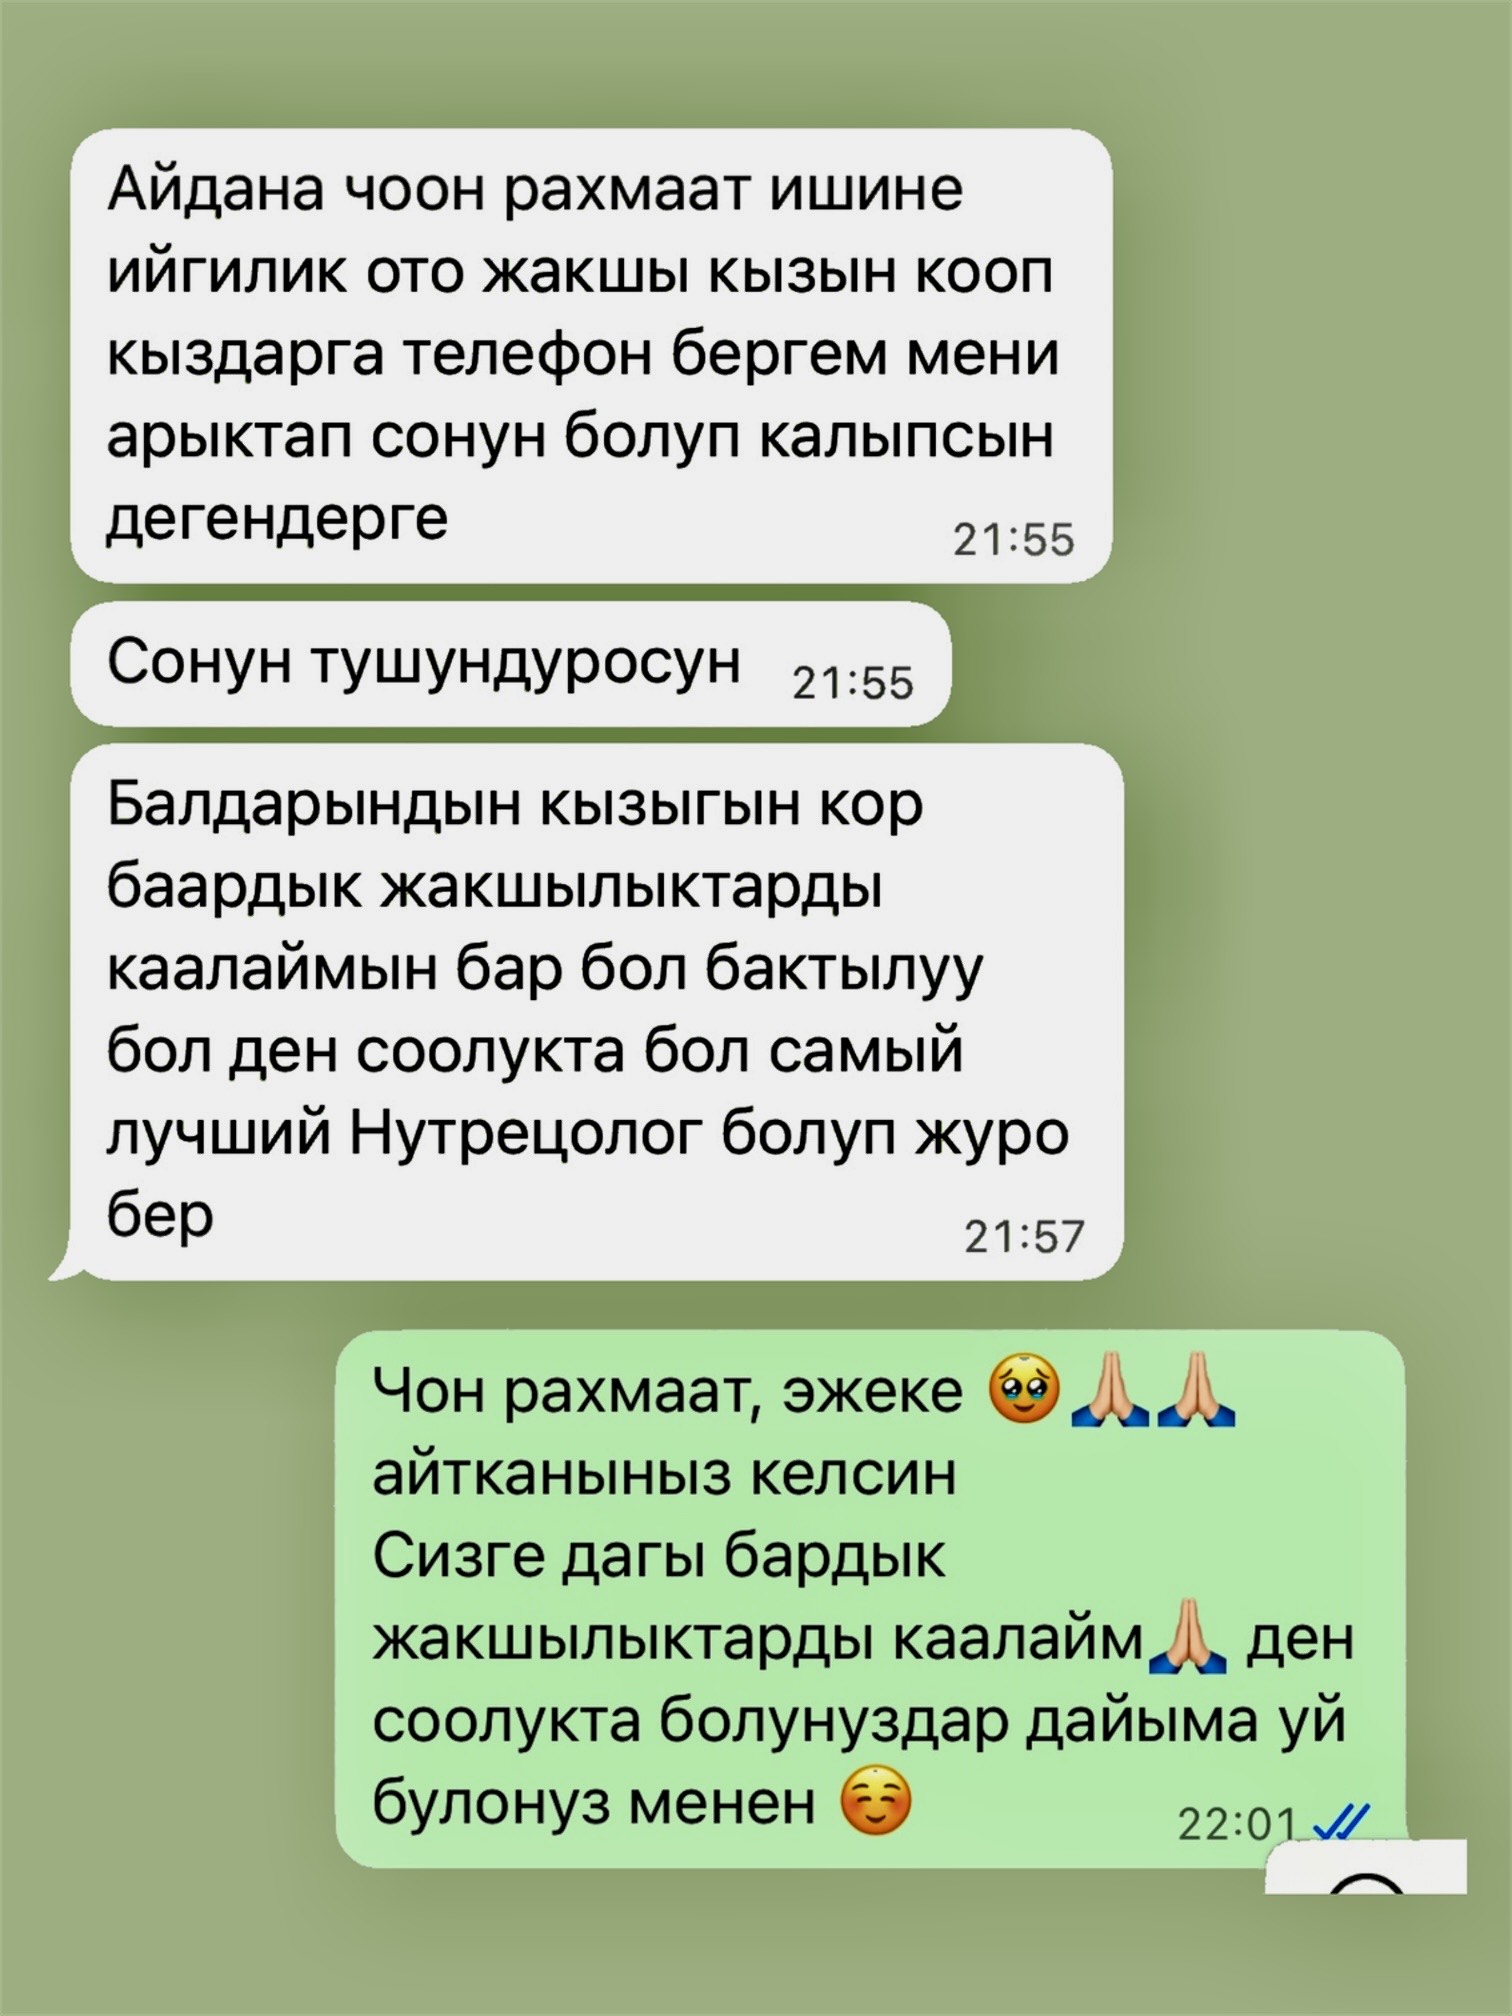 Айдана чоон рахмаат ишине
ийгилик ото жакшы кызын кооп
кыздарга телефон бергем мени
арыктап сонун болуп калыпсын
дегендерге
21:55
Сонун тушундуросун
21:55
Балдарындын кызыгын кор
баардык жакшылыктарды
каалаймын бар бол бактылуу
бол ден соолукта бол самый
лучший Нутрецолог болуп журо
бер
21:57
Чон рахмаат, эжеке 🥹🙏🏼🙏🏼
айтканыныз келсин
Сизге дагы бардык
жакшылыктарды каалайм🙏🏼 ден
соолукта болунуздар дайыма уй
булонуз менен ☺️
22:01